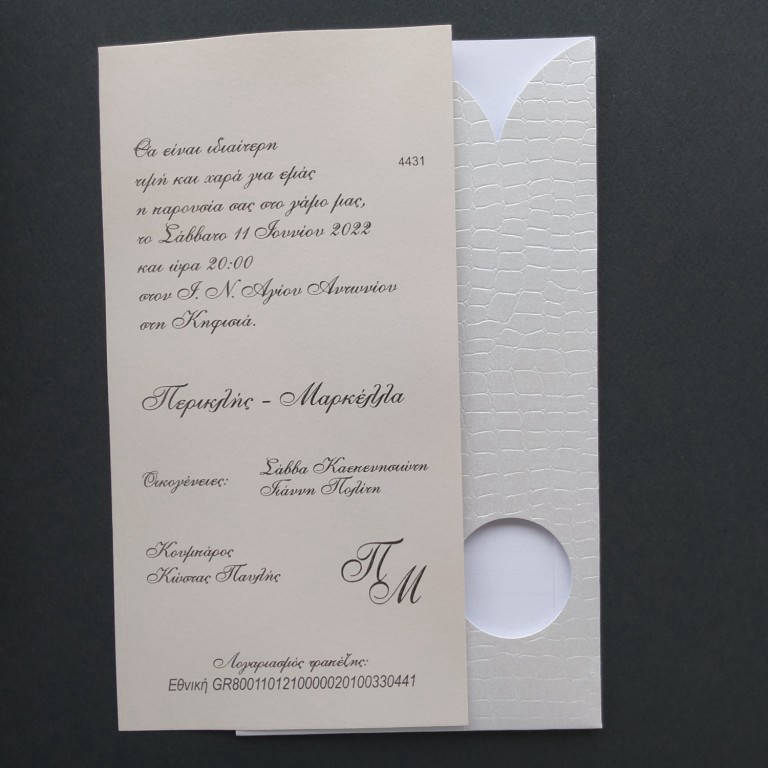 Θα είναι ιδιαίτερη
4431
τιμή και χαρά για εμάς
η παρουσία σας στο γάμο μας,
το Σάββατο 11 Ιουνίου 2022
και ώρα 20:00
στον Ι. Ν. Αγίου Αντωνίου
στη Κηφισιά.
Περικλής - Μαρκέλλα
Οικογένειες:
Σάββα
Γιάννη Πολίτη
Κουμπάρος
Κώστας Παυλής
Π
Μ
Λογαριασμός τραπέζης:
Εθνική GR8001101210000020100330441